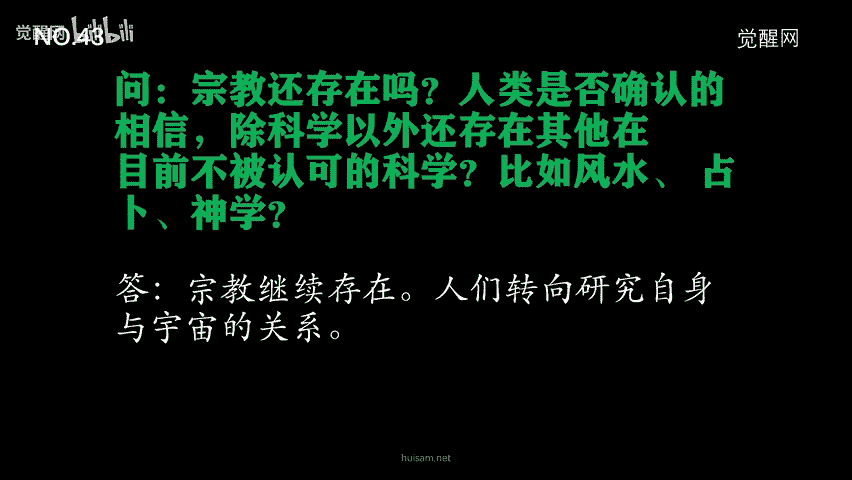 觉醒网 bilibili
NO.43
觉醒网
问：宗教还存在吗？人类是否确认的
相信，除科学以外还存在其他在
目前不被认可的科学？比如风水、 占
卜、神学？
答：宗教继续存在。人们转向研究自身
与宇宙的关系。
huisam.net